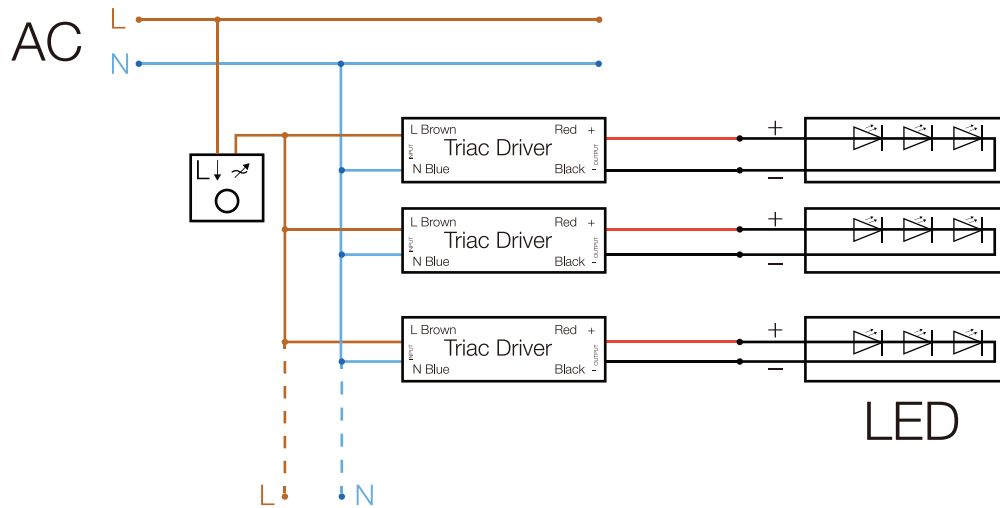 AC
L
N
L
L Brown Red +
INPUT Triac Driver OUTPUT
N Blue Black -
+
−
L Brown Red +
INPUT Triac Driver OUTPUT
N Blue Black -
+
−
L Brown Red +
INPUT Triac Driver OUTPUT
N Blue Black -
+
−
LED
L N